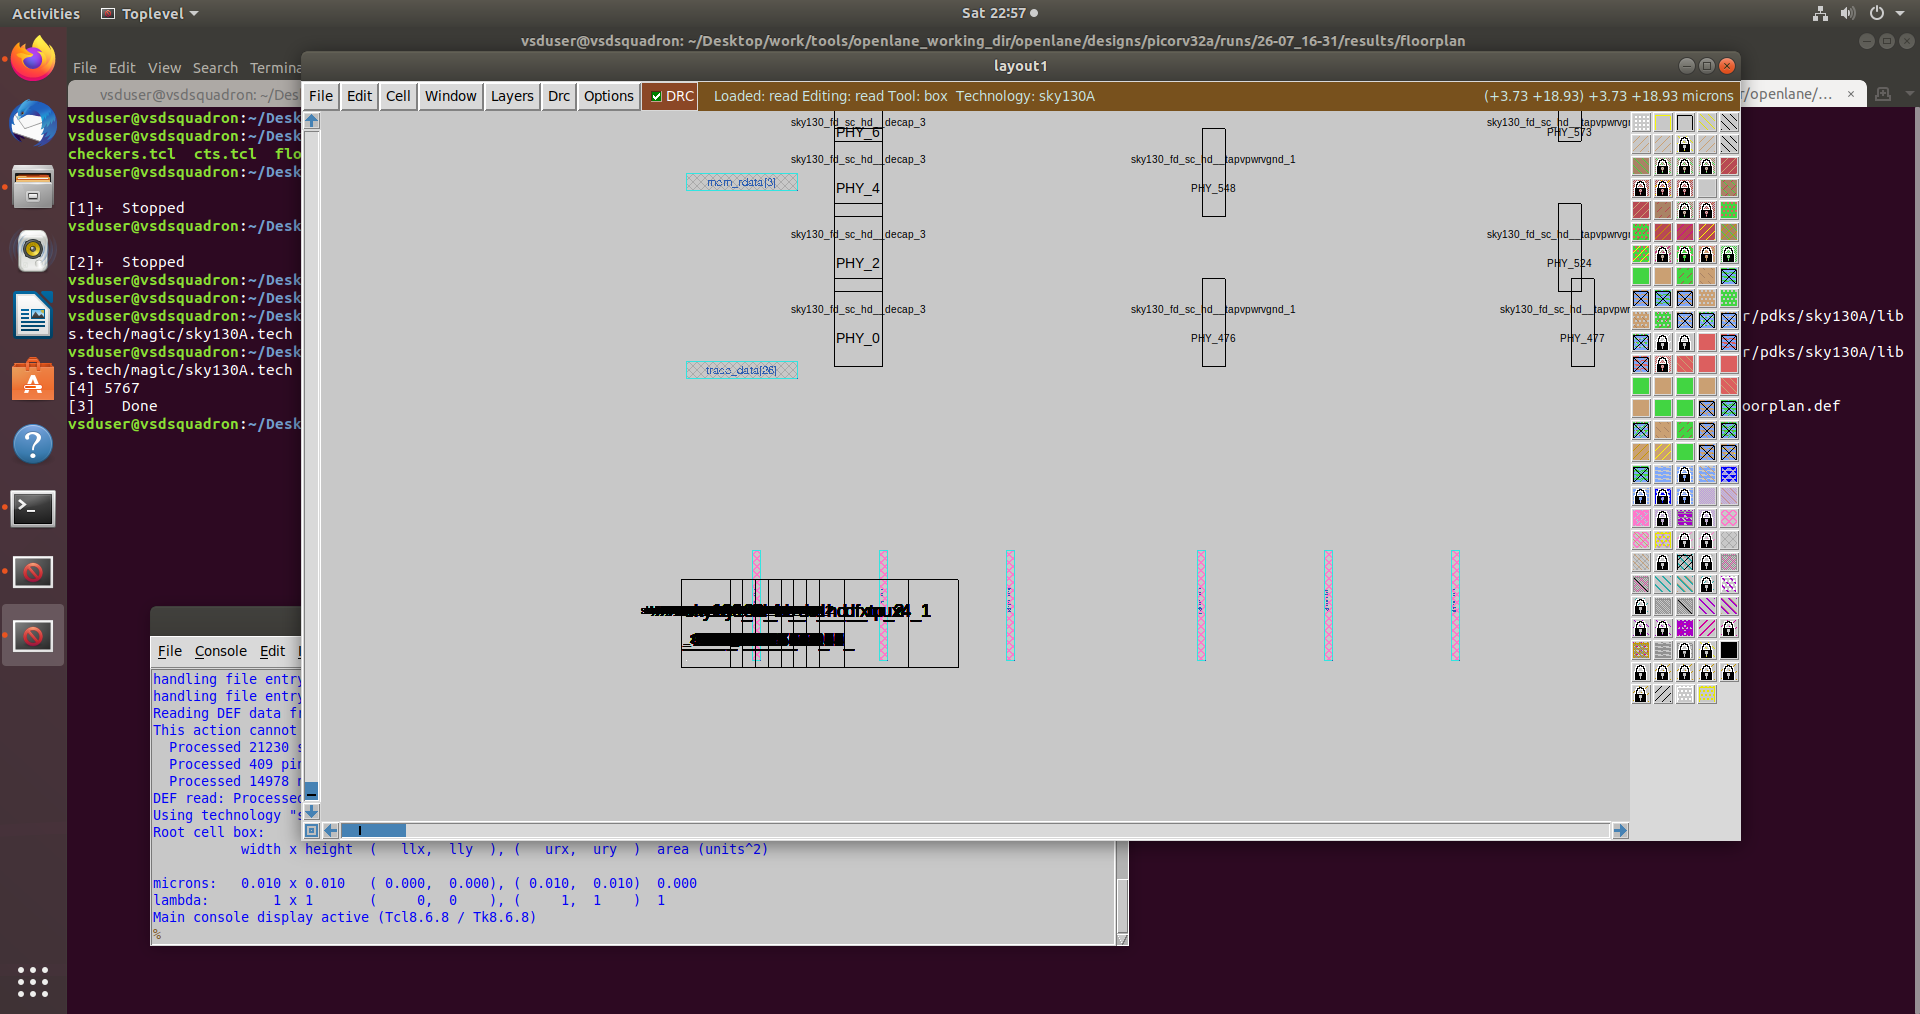 Activities
Toplevel
Sat 22:57
vsduser@vsdsquadron: ~/Desktop/work/tools/openlane_working_dir/openlane/designs/picorv32a/runs/26-07_16-31/results/floorplan
File Edit View Search Termina
vsduser@vsdsquadron: ~/Des
r/openlane/...
vsduser@vsdsquadron:~/Desk
vsduser@vsdsquadron:~/Desk
checkers.tcl cts.tcl flo
vsduser@vsdsquadron:~/Desk
[1]+ Stopped
vsduser@vsdsquadron:~/Desk
[2]+ Stopped
vsduser@vsdsquadron:~/Desk
vsduser@vsdsquadron:~/Desk
vsduser@vsdsquadron:~/Desk
r/pdks/sky130A/lib
s.tech/magic/sky130A.tech
vsduser@vsdsquadron:~/Desk
r/pdks/sky130A/lib
s.tech/magic/sky130A.tech
[4] 5767
[3] Done
oorplan.def
vsduser@vsdsquadron:~/Desk
layout1
File Edit Cell Window Layers Drc Options DRC
Loaded: read Editing: read Tool: box Technology: sky130A
(+3.73 +18.93) +3.73 +18.93 microns
sky130_fd_sc_hd__decap_3
PHY_6
sky130_fd_sc_hd__tapvpwrvgr
PHY_573
sky130_fd_sc_hd__decap_3
PHY_4
sky130_fd_sc_hd__tapvpwrvgnd_1
PHY_548
mem_rdata[3]
sky130_fd_sc_hd__decap_3
PHY_2
sky130_fd_sc_hd__tapvpwrvgr
PHY_524
sky130_fd_sc_hd__decap_3
PHY_0
sky130_fd_sc_hd__tapvpwrvgnd_1
PHY_476
sky130_fd_sc_hd__tapvpwr
PHY_477
trace_data[26]
File Console Edit
handling file entry
handling file entry
Reading DEF data fr
This action cannot
Processed 21230 s
Processed 409 pin
Processed 14978 n
DEF read: Processed
Using technology "s
Root cell box:
width x height ( llx, lly ), ( urx, ury ) area (units^2)
microns: 0.010 x 0.010 ( 0.000, 0.000), ( 0.010, 0.010) 0.000
lambda: 1 x 1 ( 0, 0 ), ( 1, 1 ) 1
Main console display active (Tcl8.6.8 / Tk8.6.8)
%